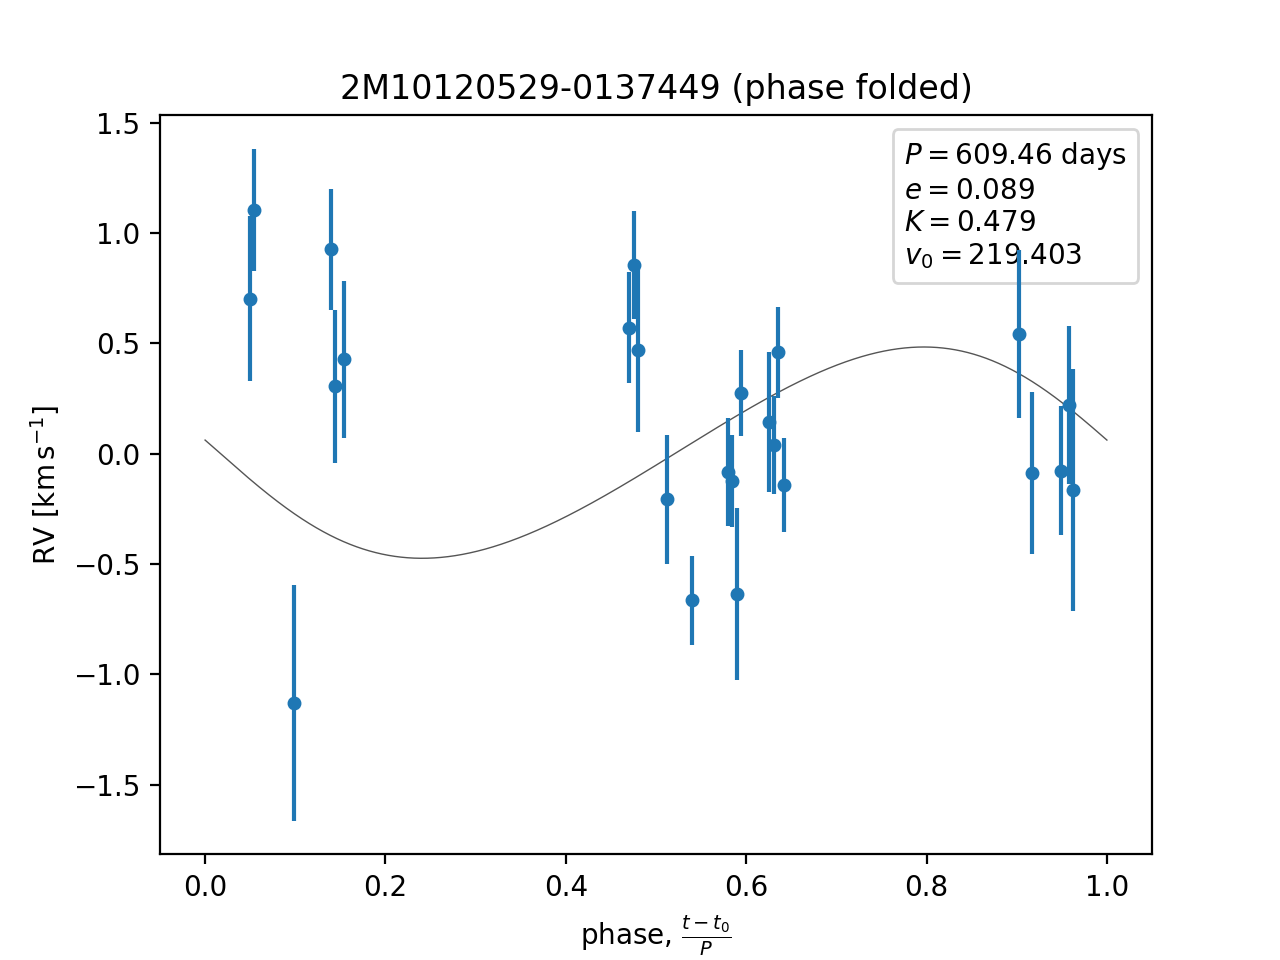 2M10120529-0137449 (phase folded)
P = 609.46 days
e = 0.089
K = 0.479
v₀ = 219.403
1.5
1.0
0.5
0.0
−0.5
−1.0
−1.5
RV [km s⁻¹]
0.0 0.2 0.4 0.6 0.8 1.0
phase, (t − t₀)/P